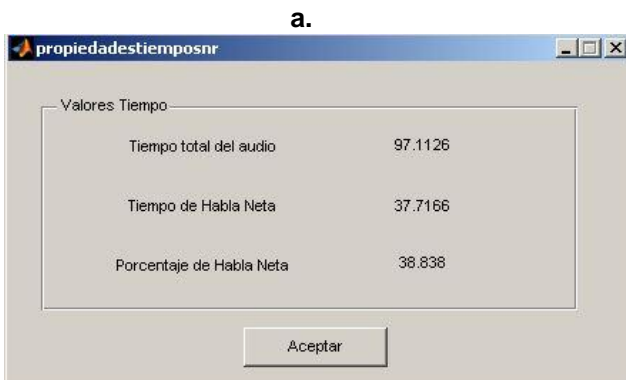 a.
propiedadestiemposnr
Valores Tiempo
Tiempo total del audio 97.1126
Tiempo de Habla Neta 37.7166
Porcentaje de Habla Neta 38.838
Aceptar